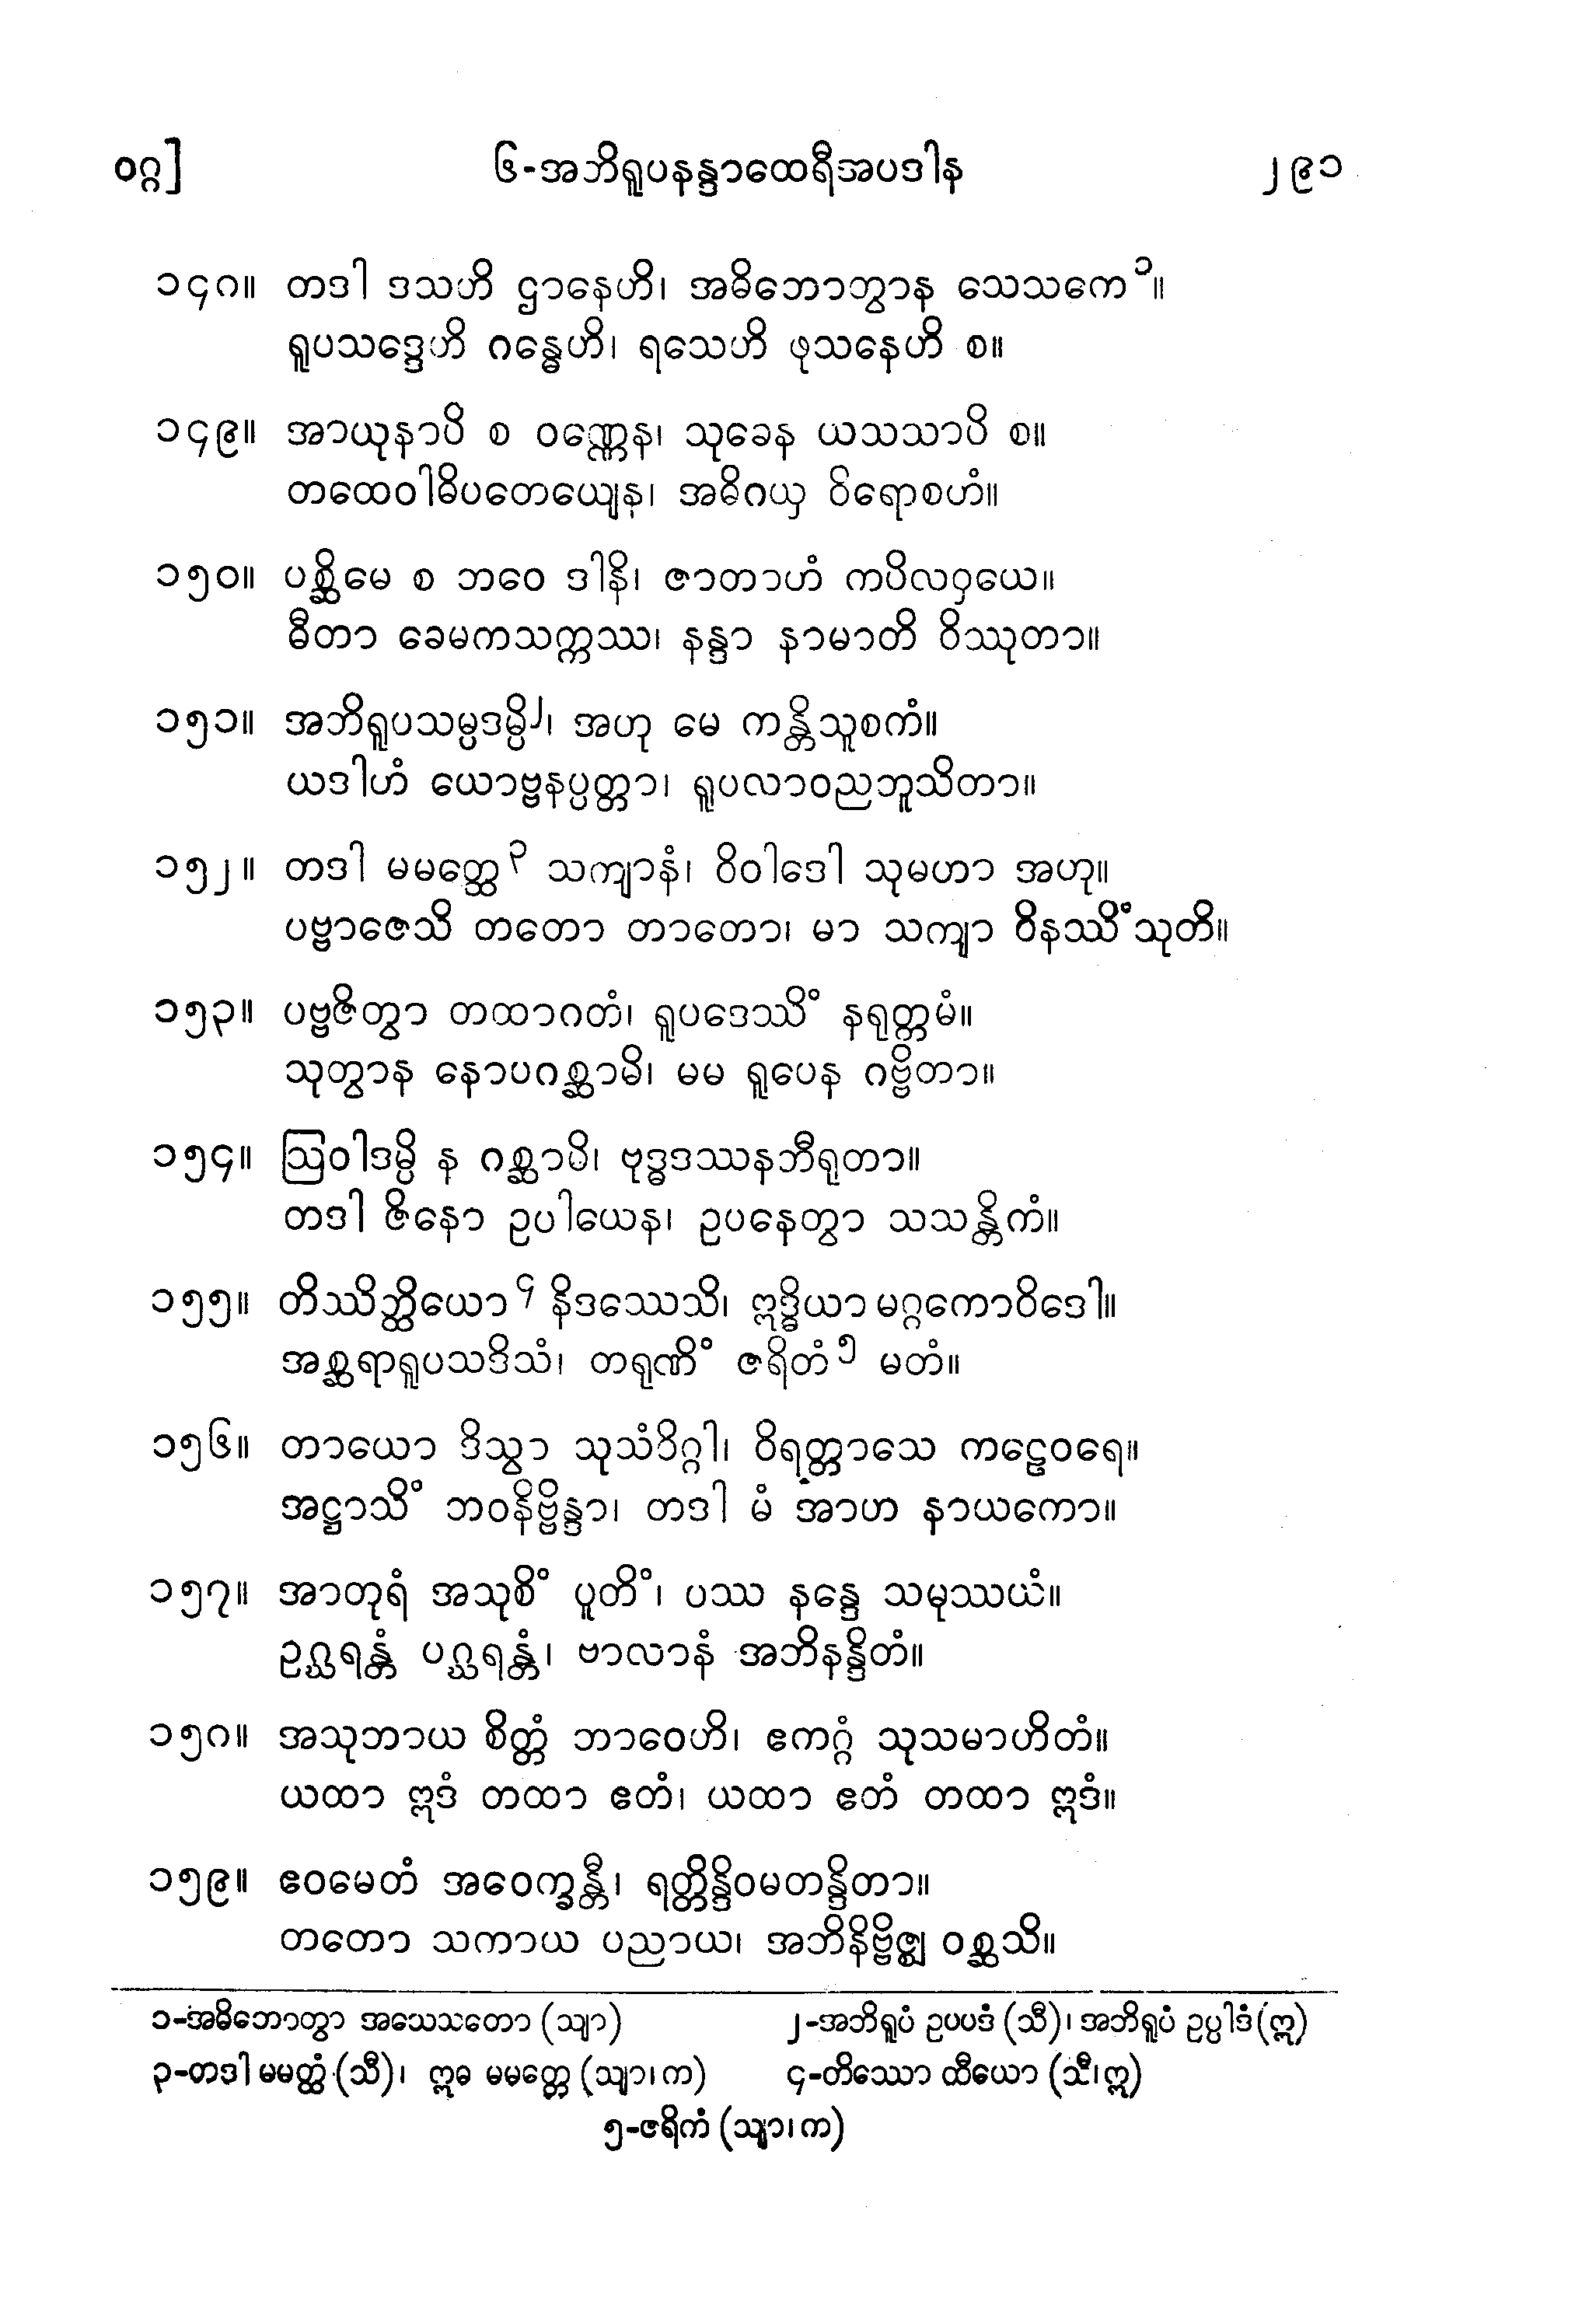 ဝဂ္ဂ]
၆-အဘိရူပနန္ဒာထေရီအပဒါန
၂၉၁
၁၄၈။ တဒါ ဒသဟိ ဌာနေဟိ၊ အဓိဘောတွာန သေသကေ ၁။
ရူပသဒ္ဒေဟိ ဂန္ဓေဟိ၊ ရသေဟိ ဖုသနေဟိ စ။
၁၄၉။ အာယုနာပိ စ ဝဏ္ဏေန၊ သုခေန ယသသာပိ စ။
တထေဝါဓိပတေယျေန၊ အဓိဂယှ ဝိရောစဟံ။
၁၅၀။ ပစ္ဆိမေ စ ဘဝေ ဒါနိ၊ ဇာတာဟံ ကပိလဝှယေ။
ဓီတာ ခေမကသက္ကဿ၊ နန္ဒာ နာမာတိ ဝိဿုတာ။
၁၅၁။ အဘိရူပသမ္ပဒမ္ပိ ၂၊ အဟု မေ ကန္တိသူစကံ။
ယဒါဟံ ယောဗ္ဗနပ္ပတ္တာ၊ ရူပလာဝညဘူသိတာ။
၁၅၂။ တဒါ မမတ္ထေ ၃ သကျာနံ၊ ဝိဝါဒေါ သုမဟာ အဟု။
ပဗ္ဗာဇေသိ တတော တာတော၊ မာ သကျာ ဝိနဿိံသုတိ။
၁၅၃။ ပဗ္ဗဇိတွာ တထာဂတံ၊ ရူပဒေဿိံ နရုတ္တမံ။
သုတွာန နောပဂစ္ဆာမိ၊ မမ ရူပေန ဂဗ္ဗိတာ။
၁၅၄။ ဩဝါဒမ္ပိ န ဂစ္ဆာမိ၊ ဗုဒ္ဓဒဿနဘီရုတာ။
တဒါ ဇိနော ဥပါယေန၊ ဥပနေတွာ သသန္တိကံ။
၁၅၅။ တိဿိတ္ထိယော ၄ နိဒဿေသိ၊ ဣဒ္ဓိယာ မဂ္ဂကောဝိဒေါ။
အစ္ဆရာရူပသဒိသံ၊ တရုဏိံ ဇရိတံ ၅ မတံ။
၁၅၆။ တာယော ဒိသွာ သုသံဝိဂ္ဂါ၊ ဝိရတ္တာသေ ကဠေဝရေ။
အဋ္ဌာသိံ ဘဝနိဗ္ဗိန္ဒာ၊ တဒါ မံ အာဟ နာယကော။
၁၅၇။ အာတုရံ အသုစိံ ပူတိံ၊ ပဿ နန္ဒေ သမုဿယံ။
ဥဂ္ဃရန္တံ ပဂ္ဃရန္တံ၊ ဗာလာနံ အဘိနန္ဒိတံ။
၁၅၈။ အသုဘာယ စိတ္တံ ဘာဝေဟိ၊ ဧကဂ္ဂံ သုသမာဟိတံ။
ယထာ ဣဒံ တထာ ဧတံ၊ ယထာ ဧတံ တထာ ဣဒံ။
၁၅၉။ ဧဝမေတံ အဝေက္ခန္တီ၊ ရတ္တိန္ဒိဝမတန္ဒိတာ။
တတော သကာယ ပညာယ၊ အဘိနိဗ္ဗိဇ္ဈ ဝစ္ဆသိ။
၁-အဓိဘောတွာ အသေသတော (သျာ) ၂-အဘိရူပံ ဥပပဒံ (သီ)၊ အဘိရူပံ ဥပ္ပါဒံ (ဣ)
၃-တဒါ မမတ္ထံ (သီ)၊ ဣဓ မမတ္တေ (သျာ၊ က) ၄-တိဿော ထီယော (သီ၊ ဣ)
၅-ဇရိကံ (သျာ၊ က)